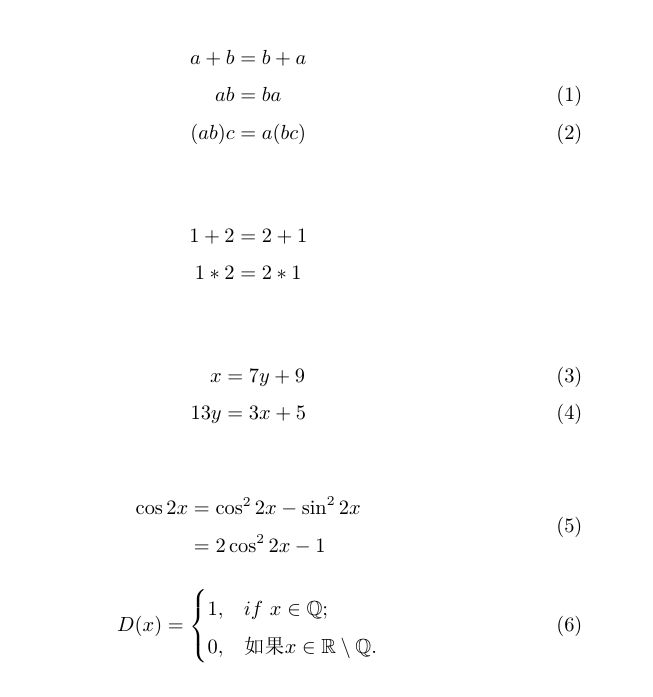 a + b = b + a
ab = ba (1)
(ab)c = a(bc) (2)
1 + 2 = 2 + 1
1 ∗ 2 = 2 ∗ 1
x = 7y + 9 (3)
13y = 3x + 5 (4)
cos 2x = cos² 2x − sin² 2x
= 2 cos² 2x − 1 (5)
D(x) = { 1, if x ∈ ℚ;
0, 如果x ∈ ℝ \ ℚ. (6)